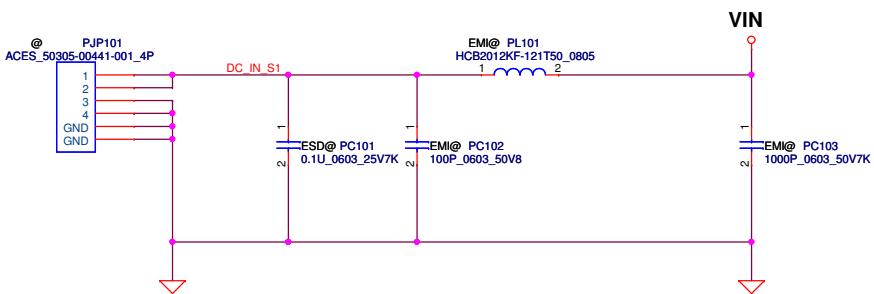 VIN
@
PJP101
ACES_50305-00441-001_4P
1
2
3
4
GND
GND
DC_IN_S1
EMI@ PL101
HCB2012KF-121T50_0805
1
2
1
2
ESD@ PC101
0.1U_0603_25V7K
1
2
EMI@ PC102
100P_0603_50V8
1
2
EMI@ PC103
1000P_0603_50V7K